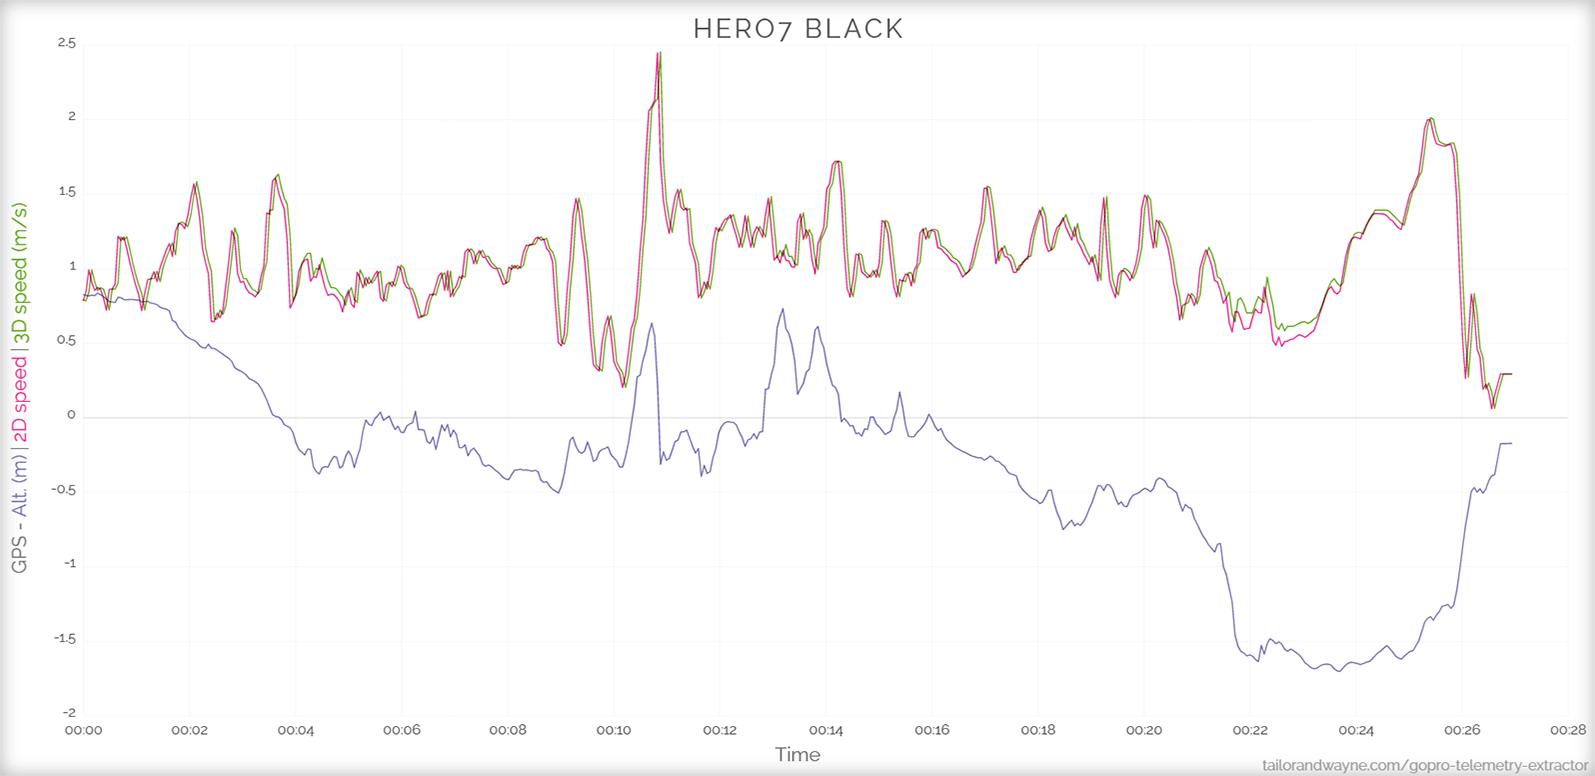 HERO7 BLACK
2.5
2
1.5
1
0.5
0
-0.5
-1
-1.5
-2
GPS - Alt. (m) | 2D speed | 3D speed (m/s)
00:00 00:02 00:04 00:06 00:08 00:10 00:12 00:14 00:16 00:18 00:20 00:22 00:24 00:26 00:28
Time
tailorandwayne.com/gopro-telemetry-extractor